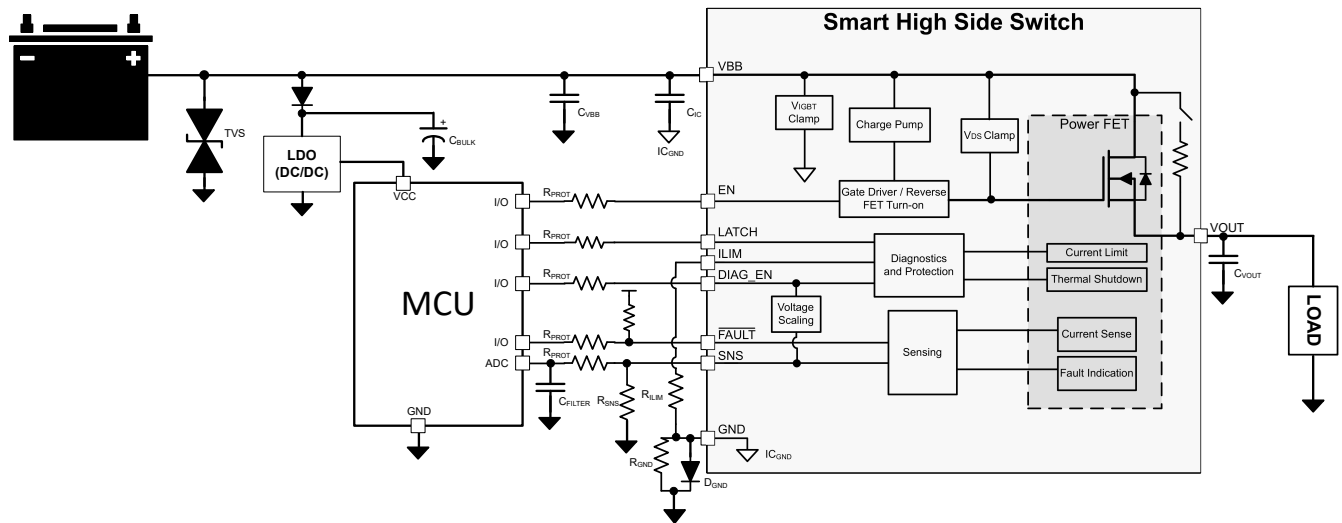 Smart High Side Switch
− +
VBB
TVS
CBULK
CVBB
CIC
ICGND
VIGBT
Clamp
Charge Pump
VDS Clamp
Power FET
LDO
(DC/DC)
VCC
I/O
RPROT
EN
Gate Driver / Reverse
FET Turn-on
I/O
RPROT
LATCH
ILIM
Diagnostics
and Protection
Current Limit
VOUT
CVOUT
I/O
RPROT
DIAG_EN
Thermal Shutdown
MCU
Voltage
Scaling
LOAD
I/O
RPROT
FAULT
Sensing
Current Sense
ADC
RPROT
SNS
Fault Indication
CFILTER
RSNS
RILIM
GND
GND
RGND
DGND
ICGND